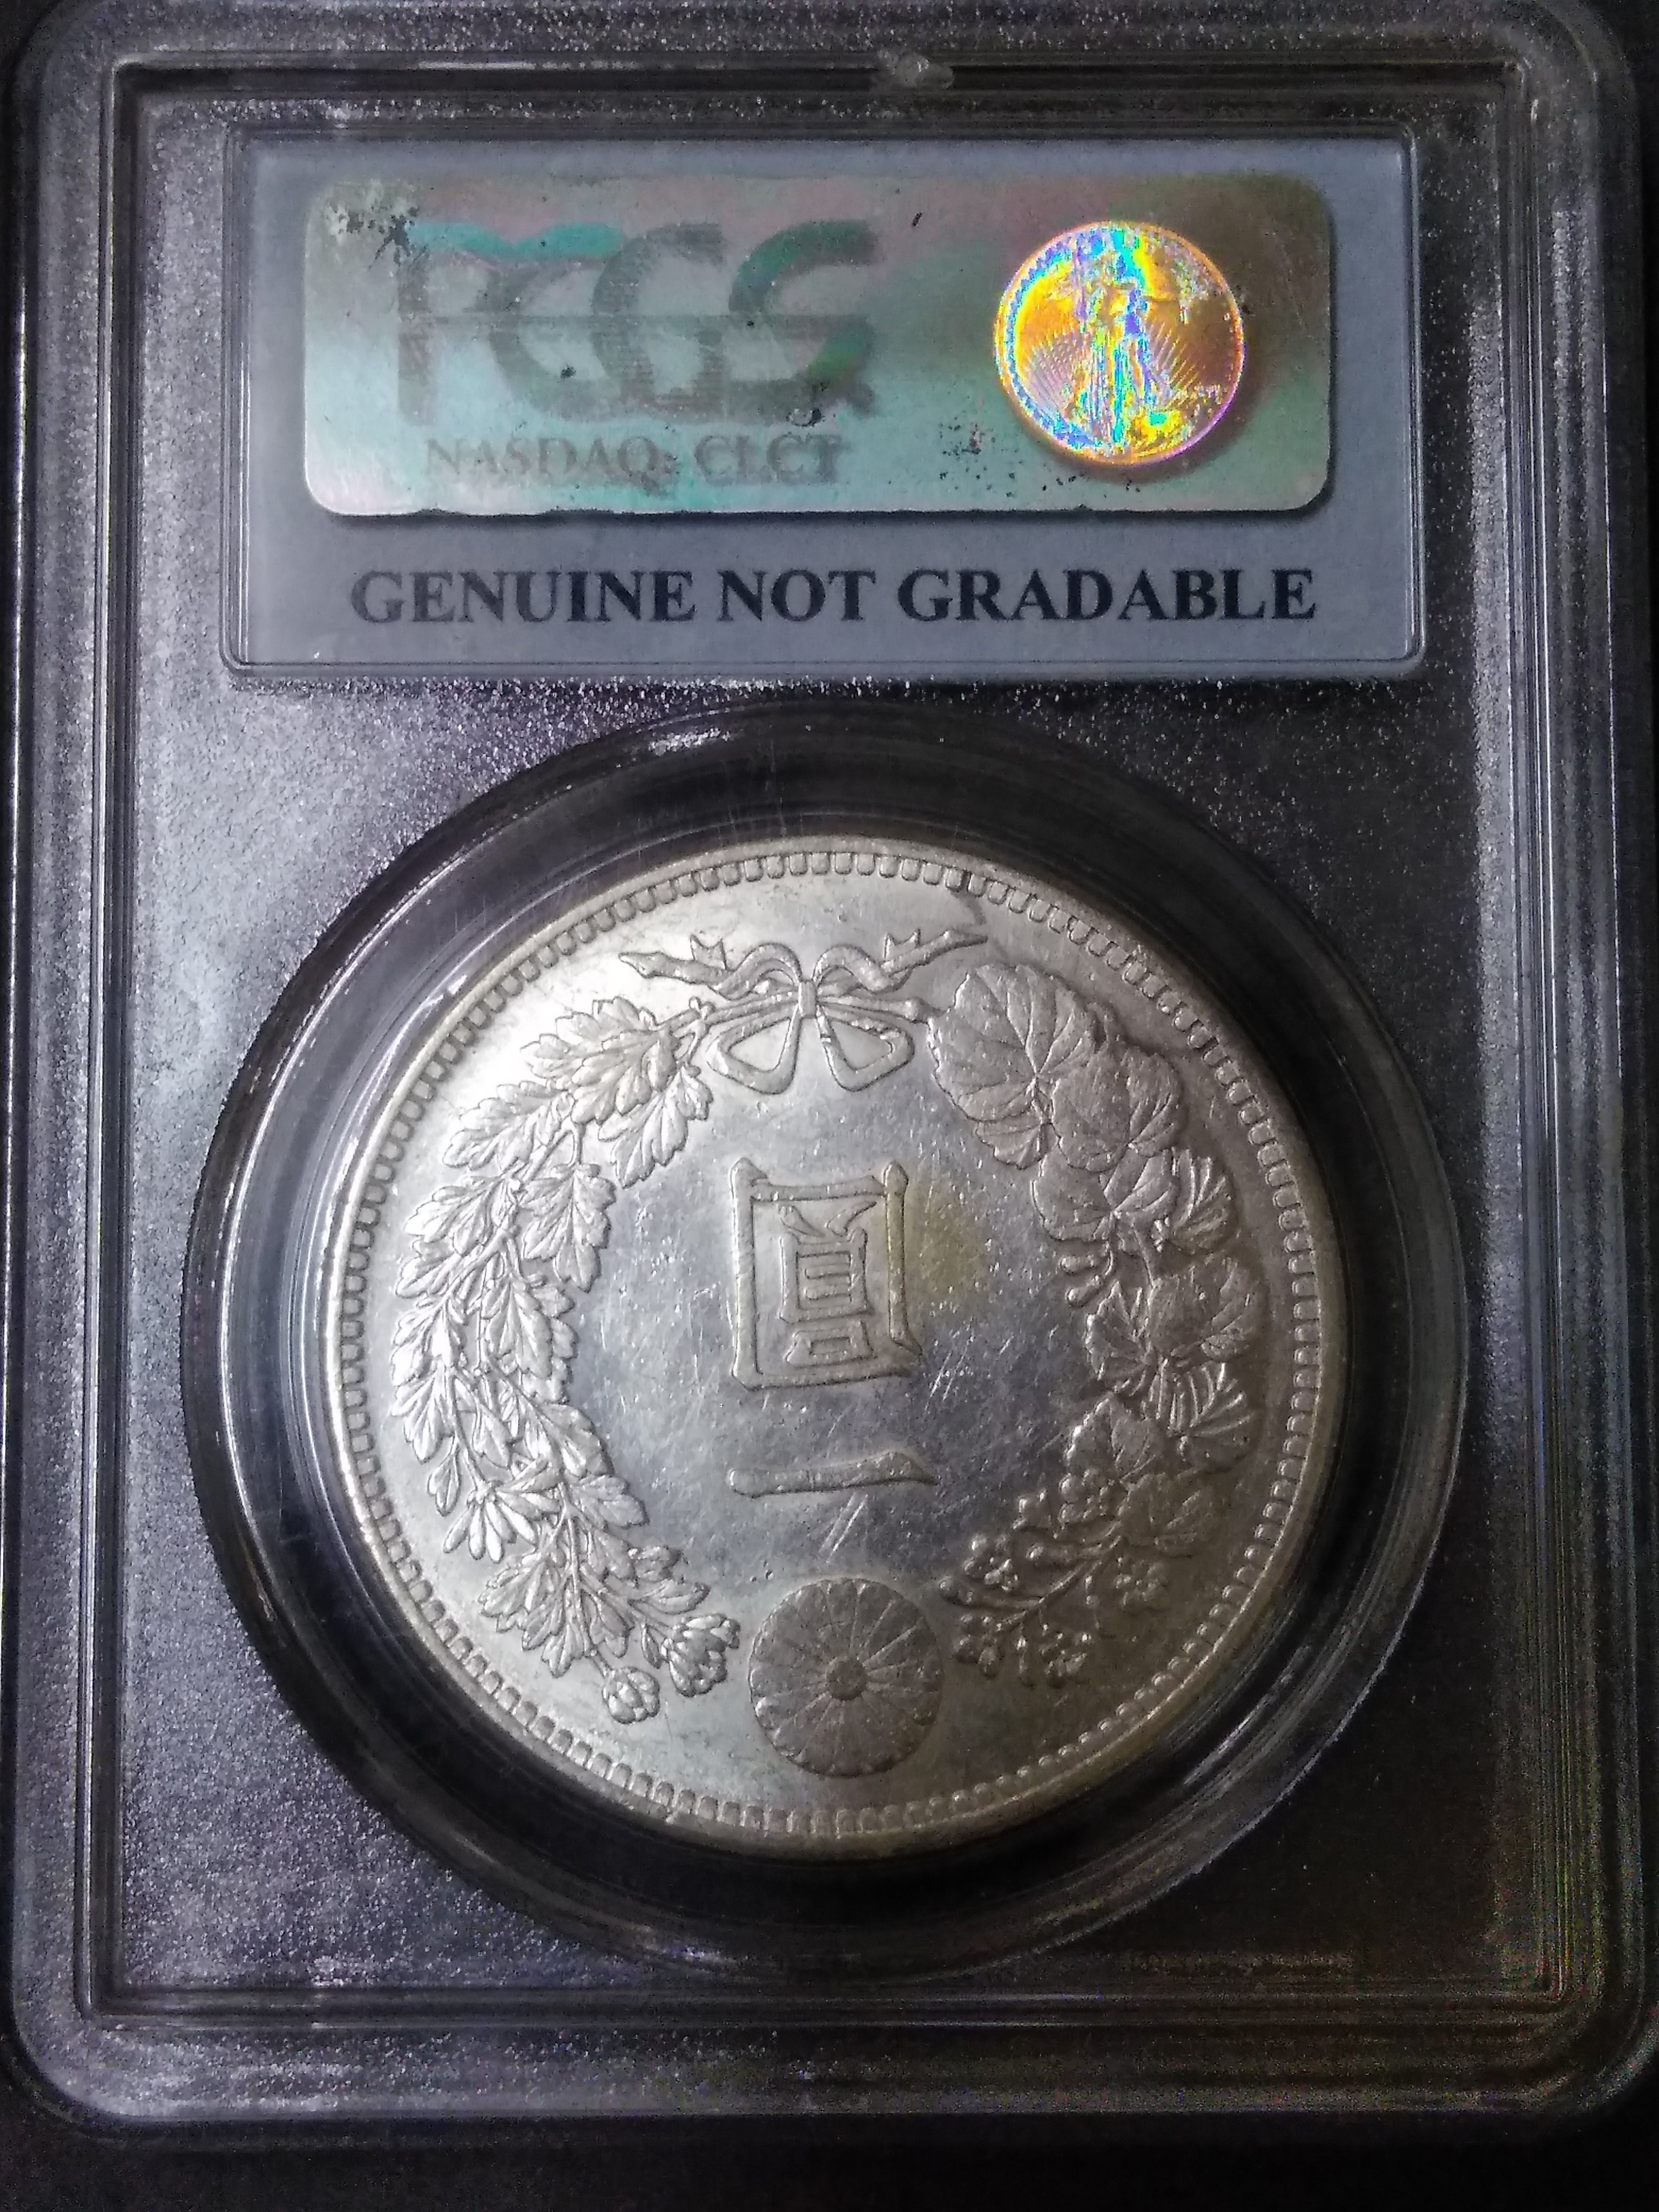 PCGS
NASDAQ: CLCT
GENUINE NOT GRADABLE
一圓